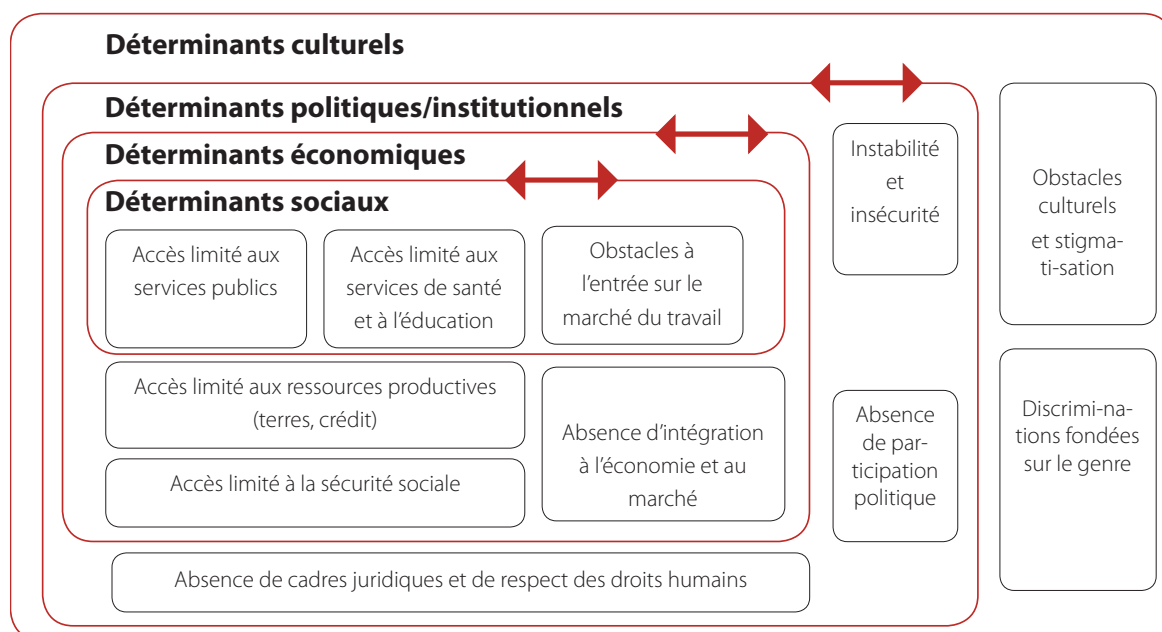 Déterminants culturels
Déterminants politiques/institutionnels
Déterminants économiques
Déterminants sociaux
Accès limité aux
services publics
Accès limité aux
services de santé
et à l’éducation
Obstacles à
l’entrée sur le
marché du travail
Accès limité aux ressources productives
(terres, crédit)
Accès limité à la sécurité sociale
Absence d’intégration
à l’économie et au
marché
Instabilité
et
insécurité
Absence
de par-
ticipation
politique
Absence de cadres juridiques et de respect des droits humains
Obstacles
culturels
et stigma-
ti-sation
Discrimi-na-
tions fondées
sur le genre